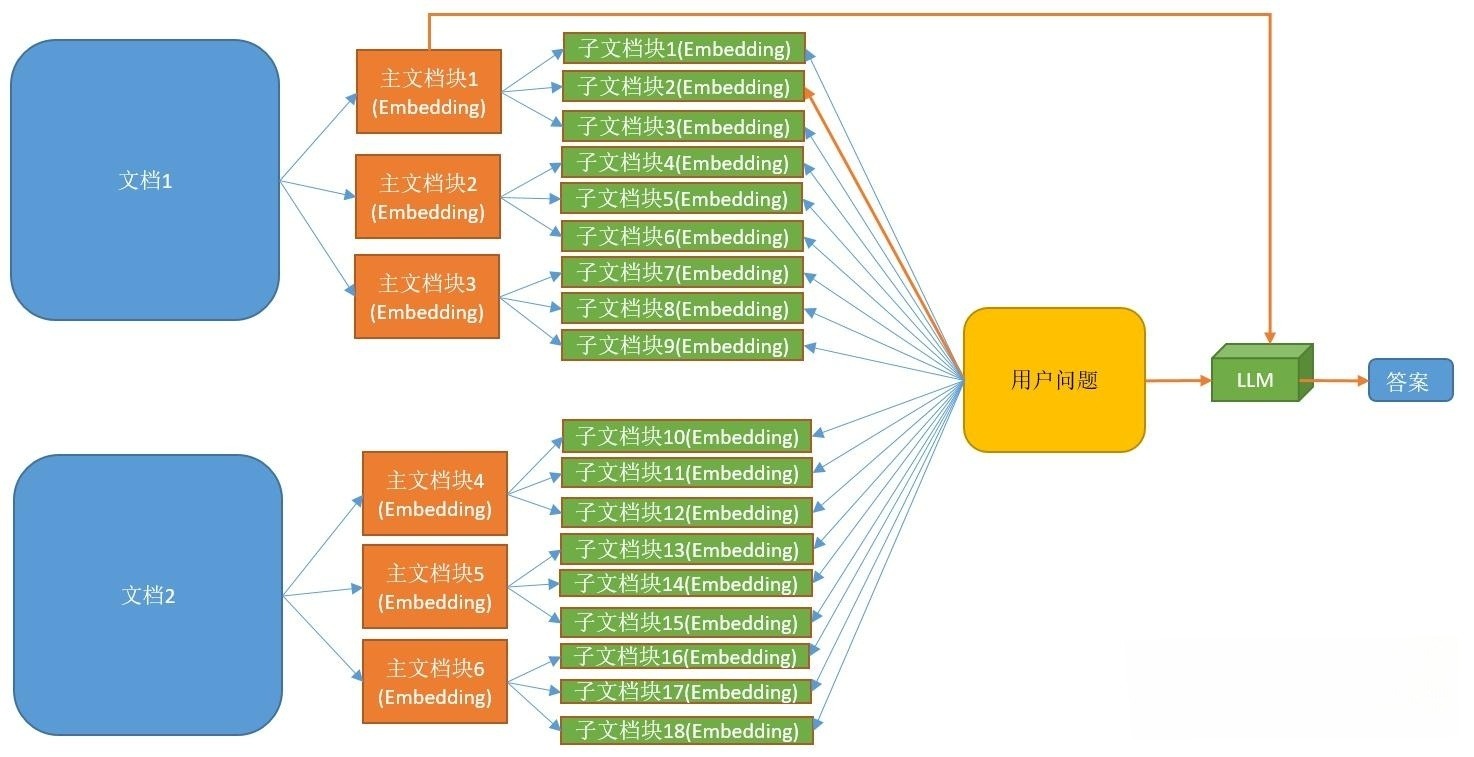 文档1
主文档块1
(Embedding)
主文档块2
(Embedding)
主文档块3
(Embedding)
子文档块1(Embedding)
子文档块2(Embedding)
子文档块3(Embedding)
子文档块4(Embedding)
子文档块5(Embedding)
子文档块6(Embedding)
子文档块7(Embedding)
子文档块8(Embedding)
子文档块9(Embedding)
文档2
主文档块4
(Embedding)
主文档块5
(Embedding)
主文档块6
(Embedding)
子文档块10(Embedding)
子文档块11(Embedding)
子文档块12(Embedding)
子文档块13(Embedding)
子文档块14(Embedding)
子文档块15(Embedding)
子文档块16(Embedding)
子文档块17(Embedding)
子文档块18(Embedding)
用户问题
LLM
答案